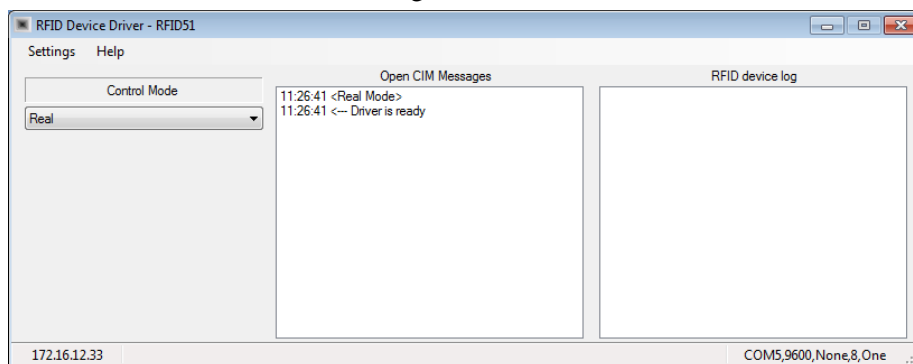 RFID Device Driver - RFID51
Settings Help
Control Mode
Real
Open CIM Messages
11:26:41 <Real Mode>
11:26:41 <--- Driver is ready
RFID device log
172.16.12.33
COM5,9600,None,8,One